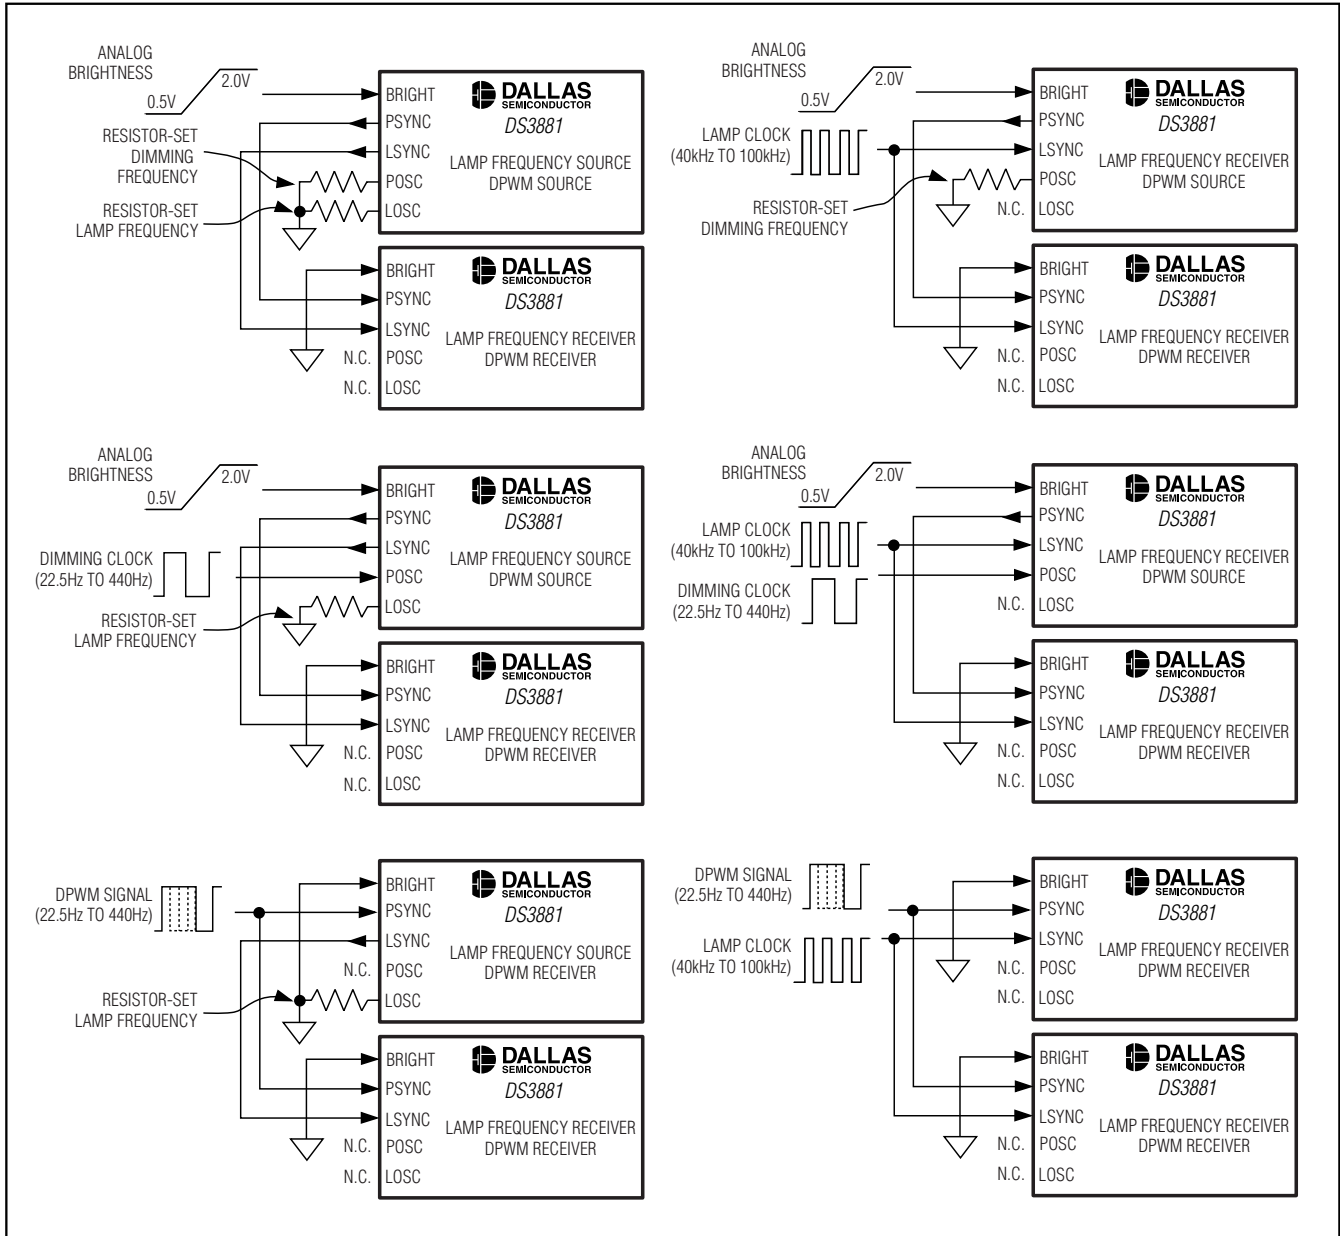 ANALOG
BRIGHTNESS
0.5V
2.0V
RESISTOR-SET
DIMMING
FREQUENCY
RESISTOR-SET
LAMP FREQUENCY
BRIGHT
PSYNC
LSYNC
POSC
LOSC
DALLAS
SEMICONDUCTOR
DS3881
LAMP FREQUENCY SOURCE
DPWM SOURCE
BRIGHT
PSYNC
LSYNC
N.C. POSC
N.C. LOSC
DALLAS
SEMICONDUCTOR
DS3881
LAMP FREQUENCY RECEIVER
DPWM RECEIVER
ANALOG
BRIGHTNESS
0.5V
2.0V
LAMP CLOCK
(40kHz TO 100kHz)
RESISTOR-SET
DIMMING FREQUENCY
BRIGHT
PSYNC
LSYNC
POSC
N.C. LOSC
DALLAS
SEMICONDUCTOR
DS3881
LAMP FREQUENCY RECEIVER
DPWM SOURCE
BRIGHT
PSYNC
LSYNC
N.C. POSC
N.C. LOSC
DALLAS
SEMICONDUCTOR
DS3881
LAMP FREQUENCY RECEIVER
DPWM RECEIVER
ANALOG
BRIGHTNESS
0.5V
2.0V
DIMMING CLOCK
(22.5Hz TO 440Hz)
RESISTOR-SET
LAMP FREQUENCY
BRIGHT
PSYNC
LSYNC
POSC
LOSC
DALLAS
SEMICONDUCTOR
DS3881
LAMP FREQUENCY SOURCE
DPWM SOURCE
BRIGHT
PSYNC
LSYNC
N.C. POSC
N.C. LOSC
DALLAS
SEMICONDUCTOR
DS3881
LAMP FREQUENCY RECEIVER
DPWM RECEIVER
ANALOG
BRIGHTNESS
0.5V
2.0V
LAMP CLOCK
(40kHz TO 100kHz)
DIMMING CLOCK
(22.5Hz TO 440Hz)
BRIGHT
PSYNC
LSYNC
POSC
N.C. LOSC
DALLAS
SEMICONDUCTOR
DS3881
LAMP FREQUENCY RECEIVER
DPWM SOURCE
BRIGHT
PSYNC
LSYNC
N.C. POSC
N.C. LOSC
DALLAS
SEMICONDUCTOR
DS3881
LAMP FREQUENCY RECEIVER
DPWM RECEIVER
DPWM SIGNAL
(22.5Hz TO 440Hz)
RESISTOR-SET
LAMP FREQUENCY
BRIGHT
PSYNC
LSYNC
N.C. POSC
LOSC
DALLAS
SEMICONDUCTOR
DS3881
LAMP FREQUENCY SOURCE
DPWM RECEIVER
BRIGHT
PSYNC
LSYNC
N.C. POSC
N.C. LOSC
DALLAS
SEMICONDUCTOR
DS3881
LAMP FREQUENCY RECEIVER
DPWM RECEIVER
DPWM SIGNAL
(22.5Hz TO 440Hz)
LAMP CLOCK
(40kHz TO 100kHz)
BRIGHT
PSYNC
LSYNC
N.C. POSC
N.C. LOSC
DALLAS
SEMICONDUCTOR
DS3881
LAMP FREQUENCY RECEIVER
DPWM RECEIVER
BRIGHT
PSYNC
LSYNC
N.C. POSC
N.C. LOSC
DALLAS
SEMICONDUCTOR
DS3881
LAMP FREQUENCY RECEIVER
DPWM RECEIVER